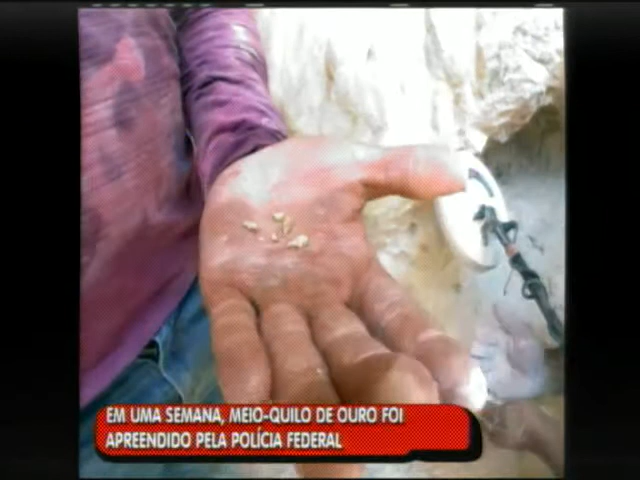 EM UMA SEMANA, MEIO-QUILO DE OURO FOI
APREENDIDO PELA POLÍCIA FEDERAL